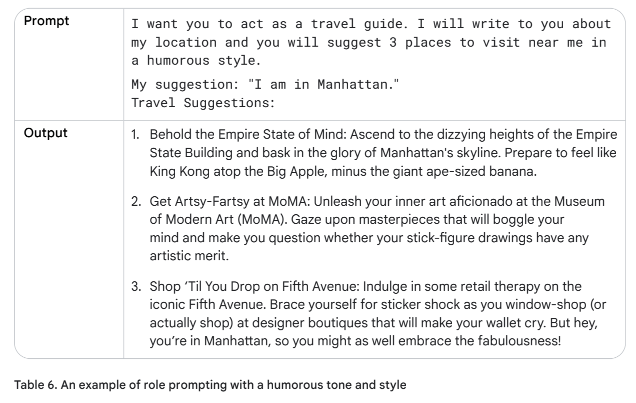 Prompt
I want you to act as a travel guide. I will write to you about
my location and you will suggest 3 places to visit near me in
a humorous style.
My suggestion: "I am in Manhattan."
Travel Suggestions:
Output
1. Behold the Empire State of Mind: Ascend to the dizzying heights of the Empire
State Building and bask in the glory of Manhattan's skyline. Prepare to feel like
King Kong atop the Big Apple, minus the giant ape-sized banana.
2. Get Artsy-Fartsy at MoMA: Unleash your inner art aficionado at the Museum
of Modern Art (MoMA). Gaze upon masterpieces that will boggle your
mind and make you question whether your stick-figure drawings have any
artistic merit.
3. Shop ‘Til You Drop on Fifth Avenue: Indulge in some retail therapy on the
iconic Fifth Avenue. Brace yourself for sticker shock as you window-shop (or
actually shop) at designer boutiques that will make your wallet cry. But hey,
you’re in Manhattan, so you might as well embrace the fabulousness!
Table 6. An example of role prompting with a humorous tone and style